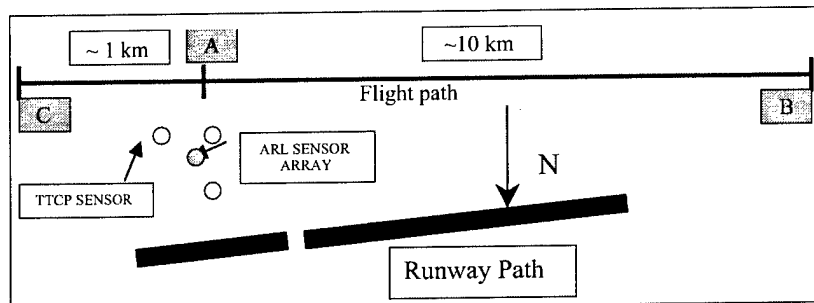 ~ 1 km
A
~10 km
Flight path
C
B
ARL SENSOR
ARRAY
N
TTCP SENSOR
Runway Path